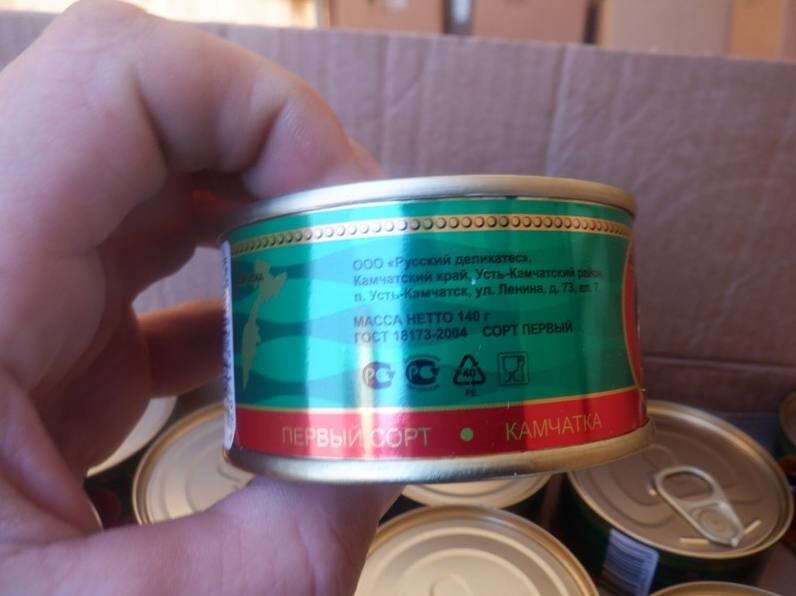 ООО «Русский деликатес».
Камчатский край, Усть-Камчатский район,
п. Усть-Камчатск, ул. Ленина, д. 73, кв. 7
МАССА НЕТТО 140 г
ГОСТ 18173-2004 СОРТ ПЕРВЫЙ
40
FE
ПЕРВЫЙ СОРТ • КАМЧАТКА